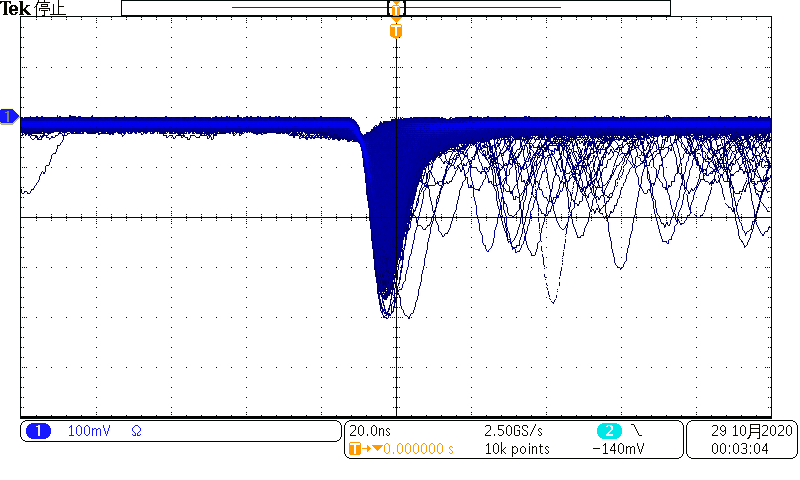 Tek 停止
T
T
1
1 100mV Ω
20.0ns 2.50GS/s 2 -140mV
T→▼0.000000 s 10k points
29 10月2020
00:03:04